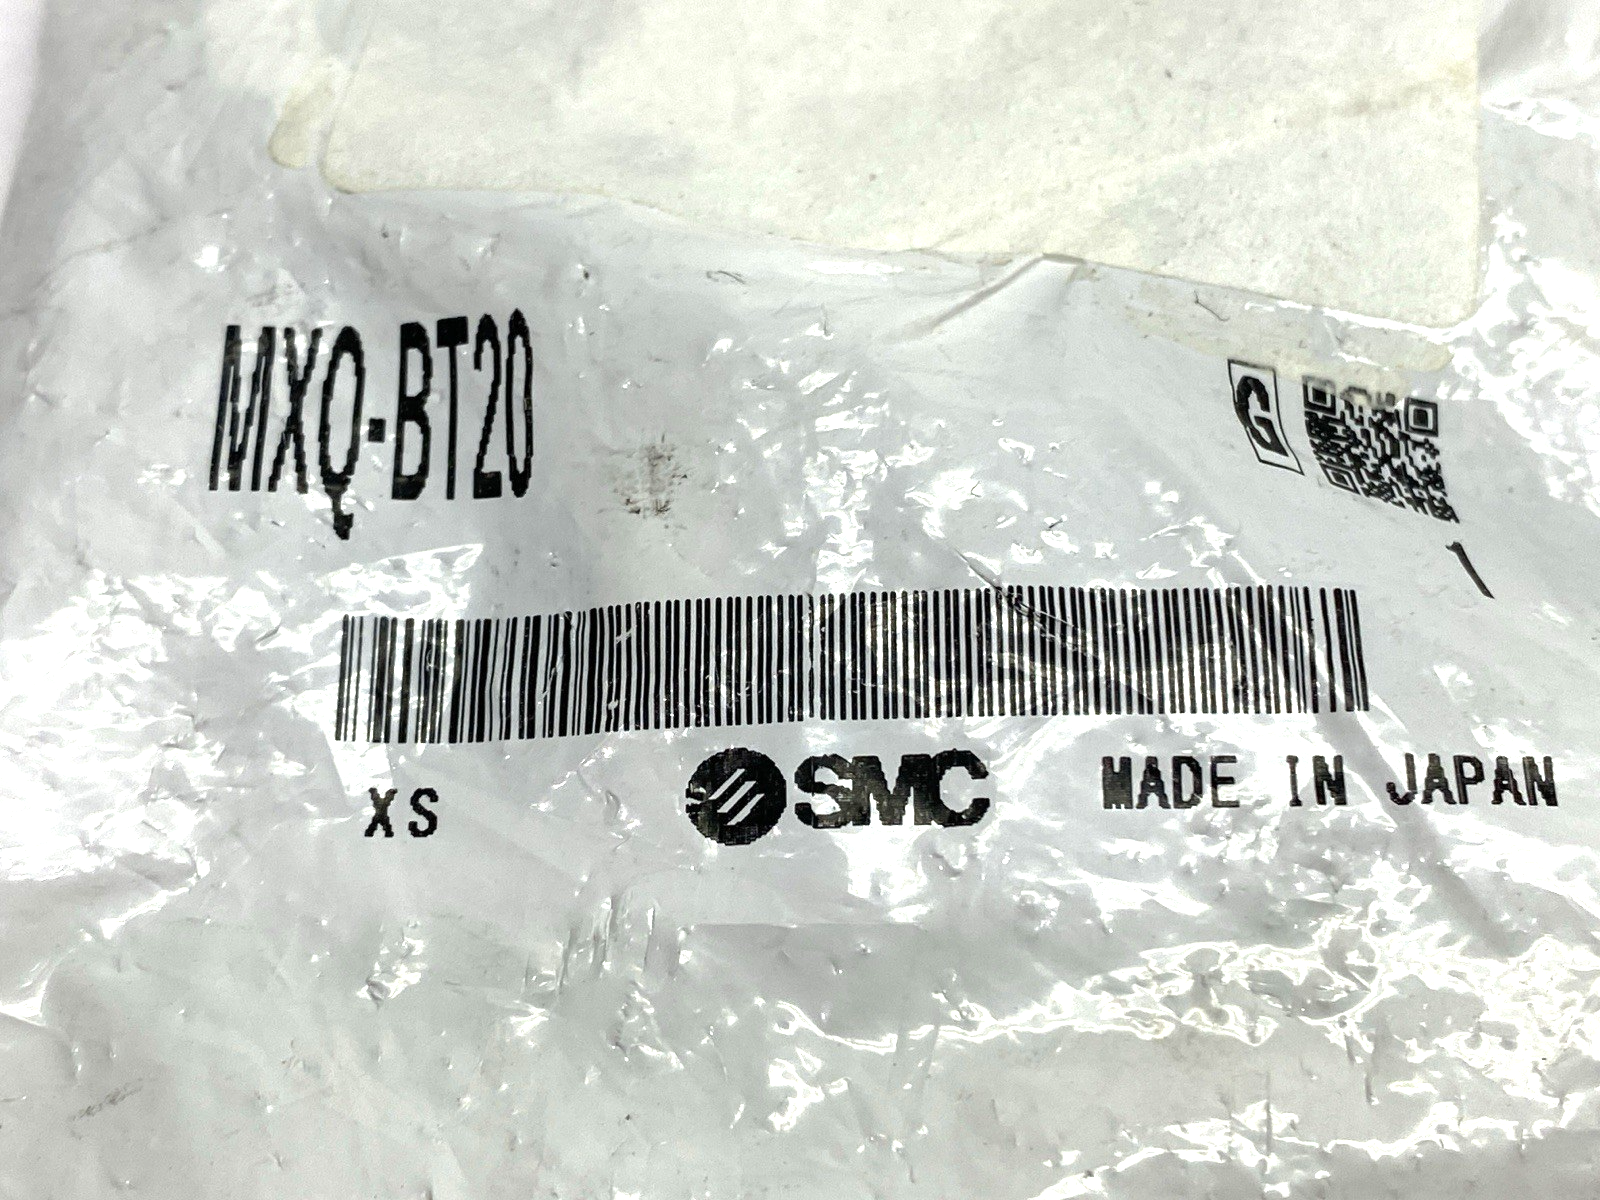 MXQ-BT20
G
1
XS SMC MADE IN JAPAN